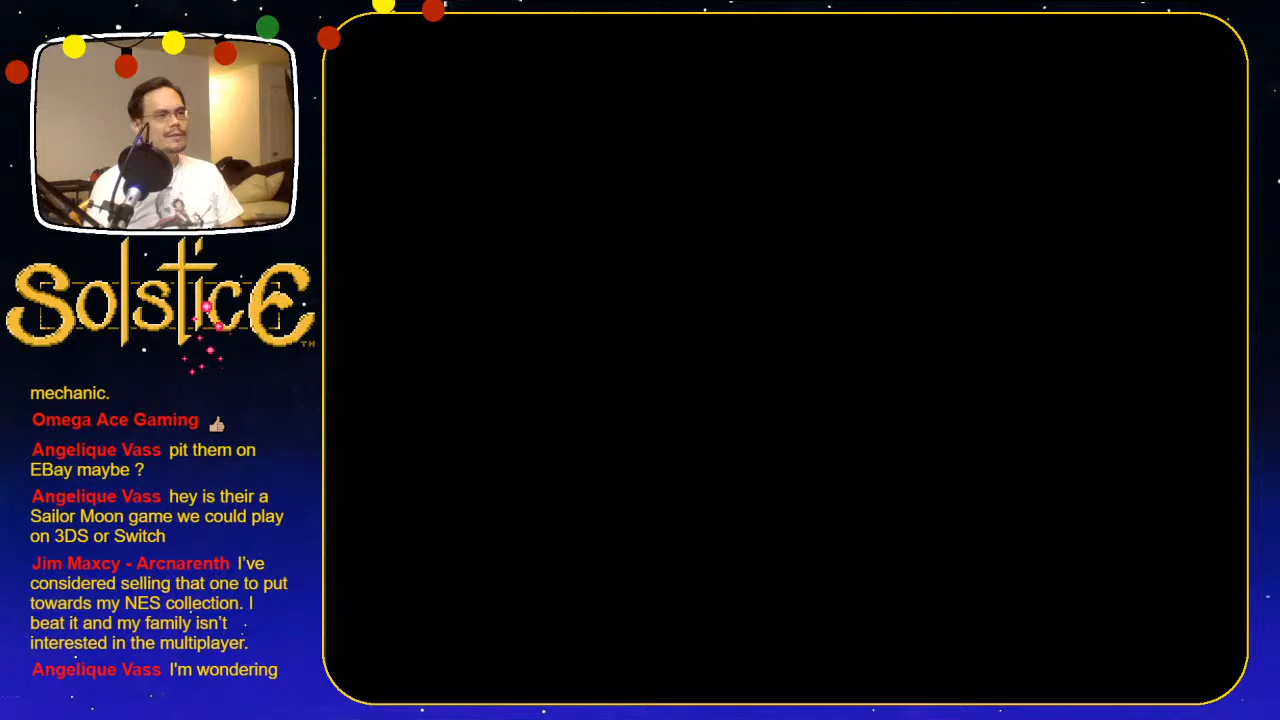 Solstice
TM
mechanic.
Omega Ace Gaming 👍🏼
Angelique Vass pit them on
EBay maybe ?
Angelique Vass hey is their a
Sailor Moon game we could play
on 3DS or Switch
Jim Maxcy - Arcnarenth I've
considered selling that one to put
towards my NES collection. I
beat it and my family isn't
interested in the multiplayer.
Angelique Vass I'm wondering